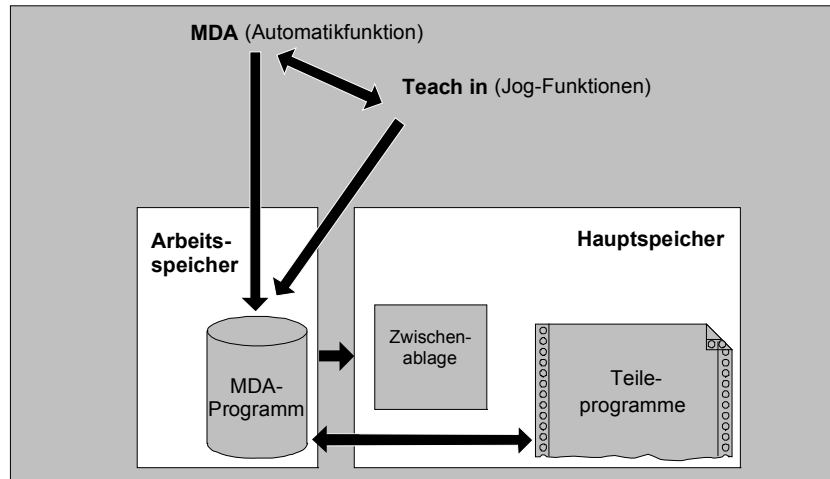 MDA (Automatikfunktion)
Teach in (Jog-Funktionen)
Arbeits-
speicher
Hauptspeicher
Zwischen-
ablage
MDA-
Programm
Teile-
programme